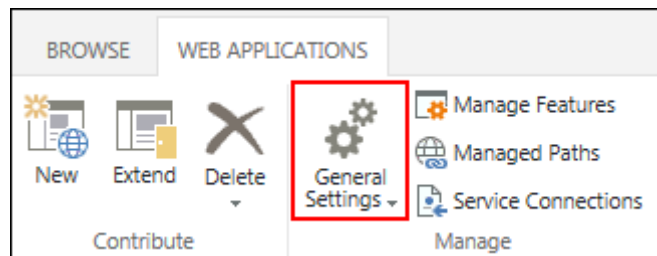 BROWSE WEB APPLICATIONS
New Extend Delete General Settings
Manage Features
Managed Paths
Service Connections
Contribute Manage